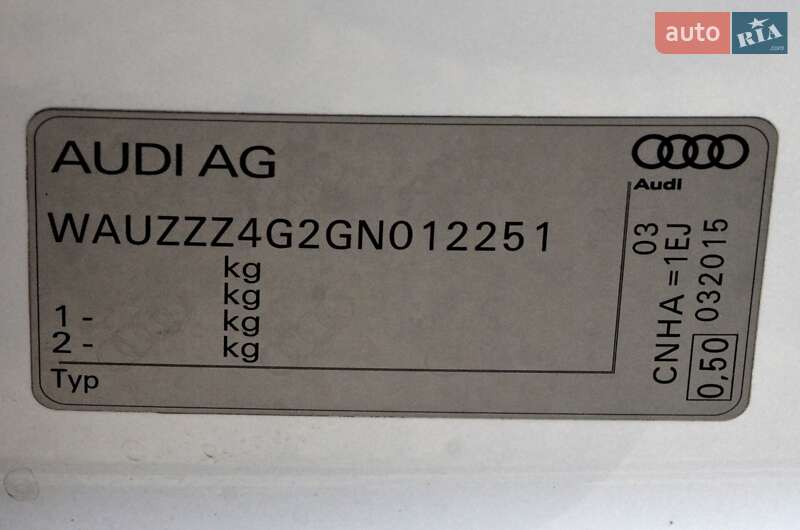 auto RIA .com
AUDI AG
Audi
WAUZZZ4G2GN012251
kg
kg
1 - kg
2 - kg
Typ
03
CNHA =1EJ
0,50 032015